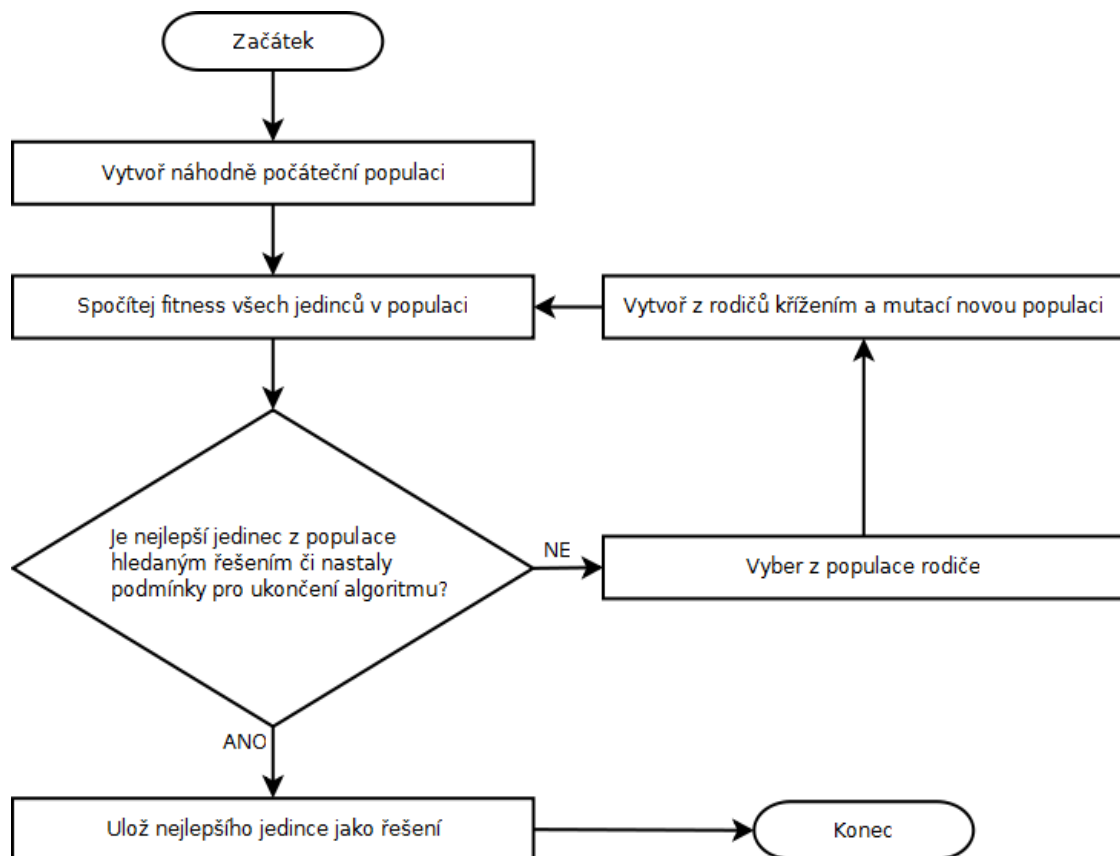 Začátek
Vytvoř náhodně počáteční populaci
Spočítej fitness všech jedinců v populaci
Vytvoř z rodičů křížením a mutací novou populaci
Je nejlepší jedinec z populace
hledaným řešením či nastaly
podmínky pro ukončení algoritmu?
NE
Vyber z populace rodiče
ANO
Ulož nejlepšího jedince jako řešení
Konec